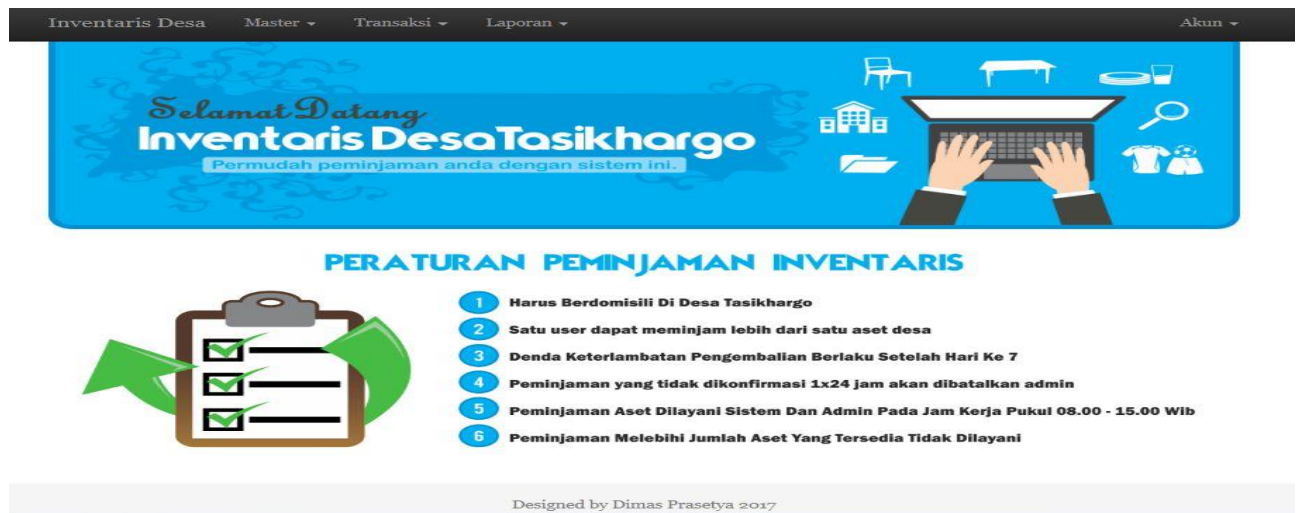 Inventaris Desa Master Transaksi Laporan Akun
Selamat Datang
Inventaris Desa Tasikhargo
Permudah peminjaman anda dengan sistem ini.
PERATURAN PEMINJAMAN INVENTARIS
1 Harus Berdomisili Di Desa Tasikhargo
2 Satu user dapat meminjam lebih dari satu aset desa
3 Denda Keterlambatan Pengembalian Berlaku Setelah Hari Ke 7
4 Peminjaman yang tidak dikonfirmasi 1x24 jam akan dibatalkan admin
5 Peminjaman Aset Dilayani Sistem Dan Admin Pada Jam Kerja Pukul 08.00 - 15.00 Wib
6 Peminjaman Melebihi Jumlah Aset Yang Tersedia Tidak Dilayani
Designed by Dimas Prasetya 2017